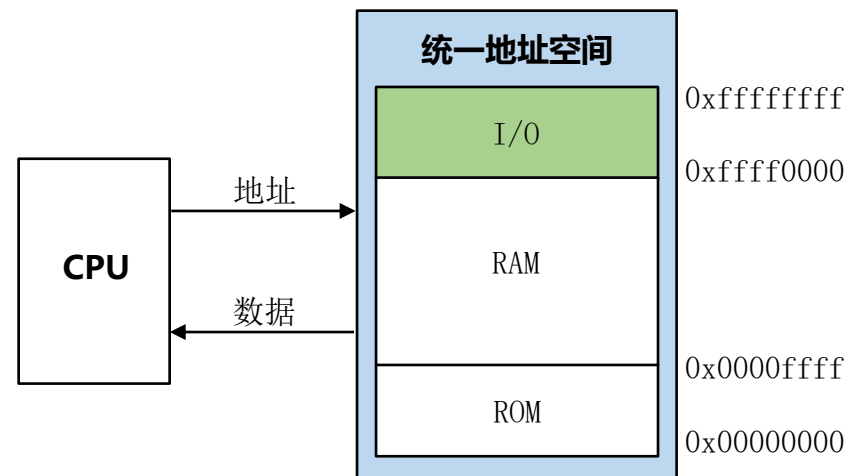 统一地址空间
0xffffffff
I/O
0xffff0000
地址
CPU
RAM
数据
0x0000ffff
ROM
0x00000000